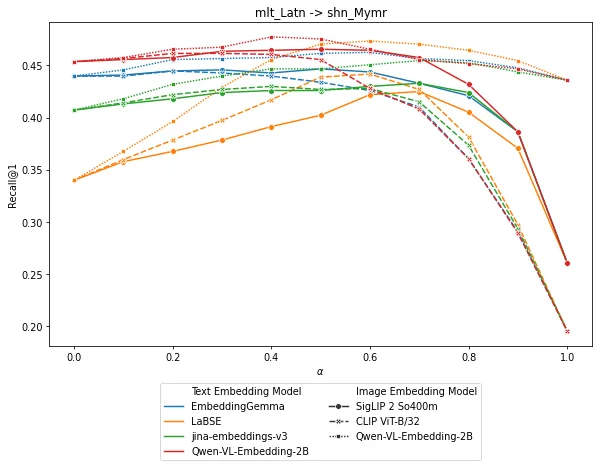 mlt_Latn -> shn_Mymr
Recall@1
0.45
0.40
0.35
0.30
0.25
0.20
0.0 0.2 0.4 0.6 0.8 1.0
α
Text Embedding Model Image Embedding Model
EmbeddingGemma SigLIP 2 So400m
LaBSE CLIP ViT-B/32
jina-embeddings-v3 Qwen-VL-Embedding-2B
Qwen-VL-Embedding-2B